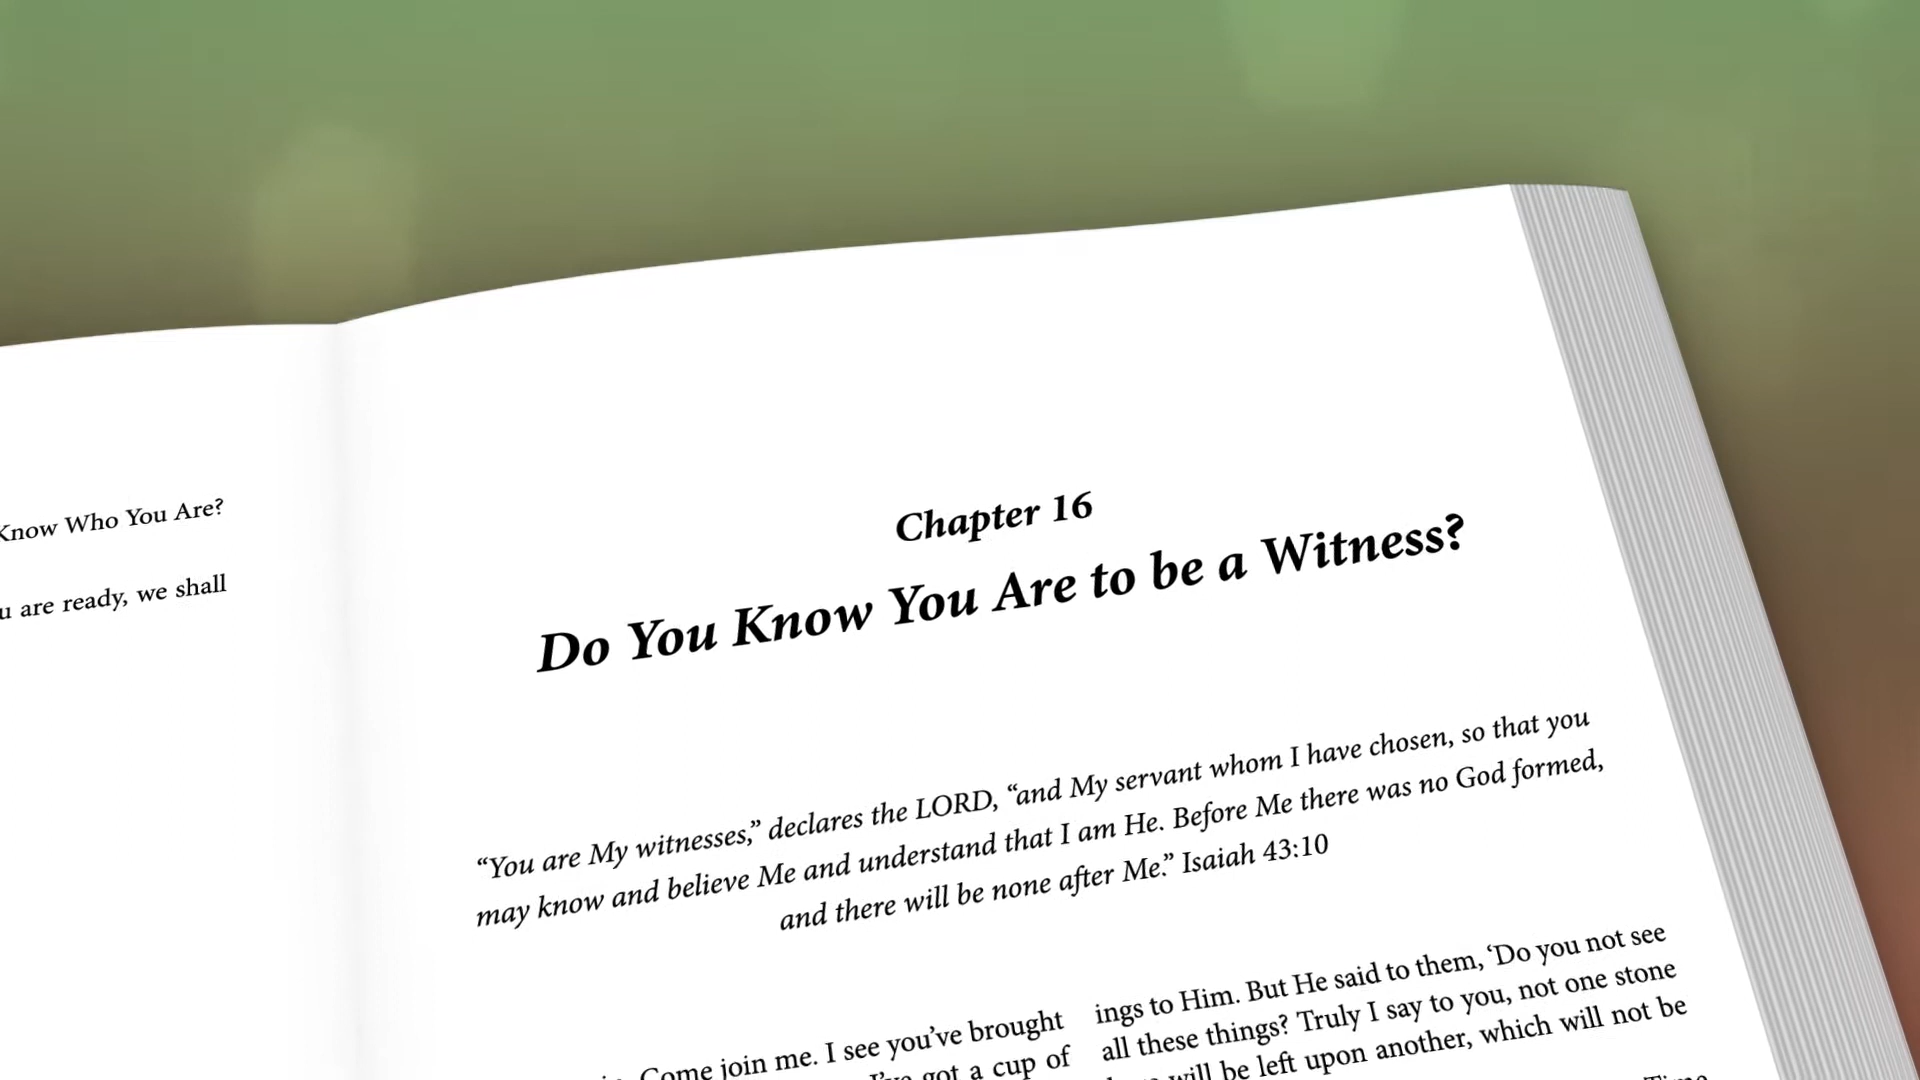 Know Who You Are?
are ready, we shall
Chapter 16
Do You Know You Are to be a Witness?
“You are My witnesses,” declares the LORD, “and My servant whom I have chosen, so that you
may know and believe Me and understand that I am He. Before Me there was no God formed,
and there will be none after Me.” Isaiah 43:10
Come join me. I see you’ve brought
got a cup of
ings to Him. But He said to them, ‘Do you not see
all these things? Truly I say to you, not one stone
will be left upon another, which will not be
Time